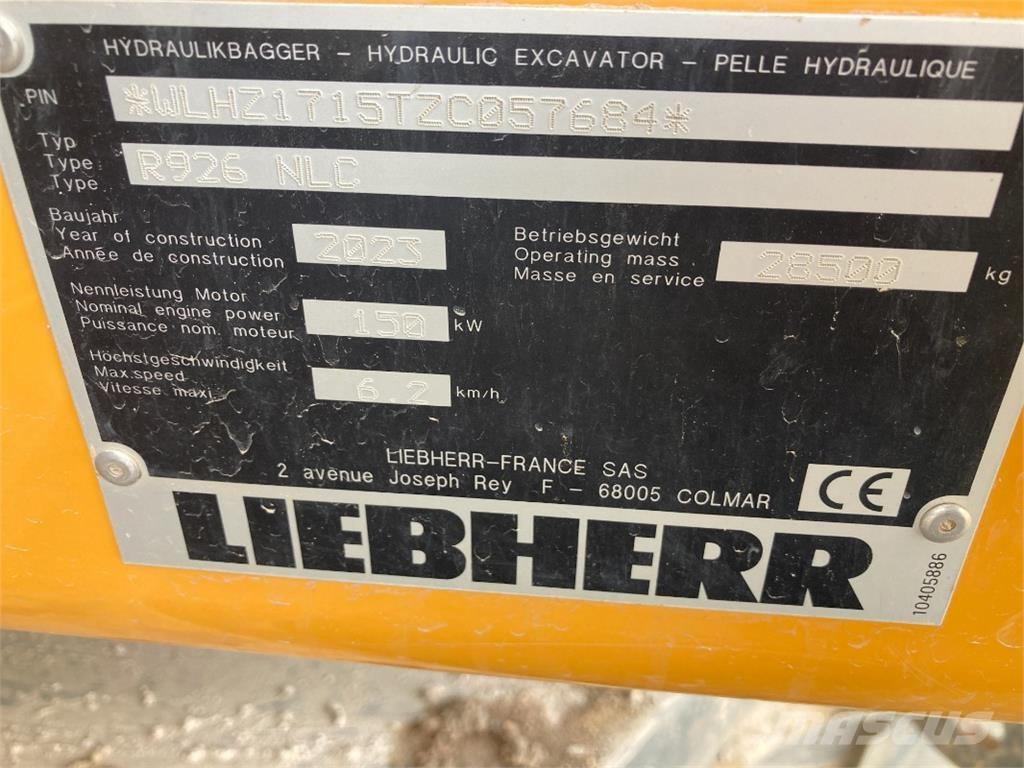 HYDRAULIKBAGGER – HYDRAULIC EXCAVATOR – PELLE HYDRAULIQUE
PIN *WLHZ1715TZC057684*
Typ
Type R926 NLC
Type
Baujahr
Year of construction 2023
Année de construction
Betriebsgewicht
Operating mass 28500 kg
Masse en service
Nennleistung Motor
Nominal engine power 150 kW
Puissance nom. moteur
Höchstgeschwindigkeit
Max.speed 6.2 km/h
Vitesse maxi
LIEBHERR–FRANCE SAS
2 avenue Joseph Rey F – 68005 COLMAR
CE
LIEBHERR
10405886
MASCUS